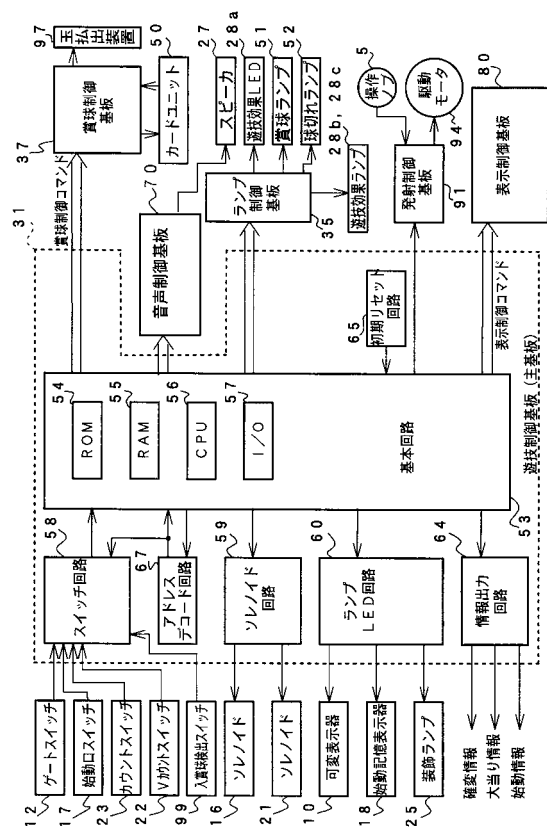 玉払出装置
97
賞球制御
基板
37
カードユニット
50
賞球制御コマンド
31
スピーカ
27
遊技効果LED
28a
賞球ランプ
51
球切れランプ
52
遊技効果ランプ
28b, 28c
ランプ
制御
基板
35
音声制御基板
70
操作
ノブ
5
駆動
モータ
94
発射制御
基板
91
表示制御基板
80
表示制御コマンド
初期リセット
回路
65
ROM
54
RAM
55
CPU
56
I/O
57
基本回路
53
遊技制御基板(主基板)
スイッチ回路
58
アドレス
デコード回路
67
ソレノイド
回路
59
ランプ
LED回路
60
情報出力
回路
64
ゲートスイッチ
12
始動口スイッチ
17
カウントスイッチ
23
Vカウントスイッチ
22
入賞球検出スイッチ
99
ソレノイド
16
ソレノイド
21
可変表示器
10
始動記憶表示器
18
装飾ランプ
25
確変情報
大当り情報
始動情報